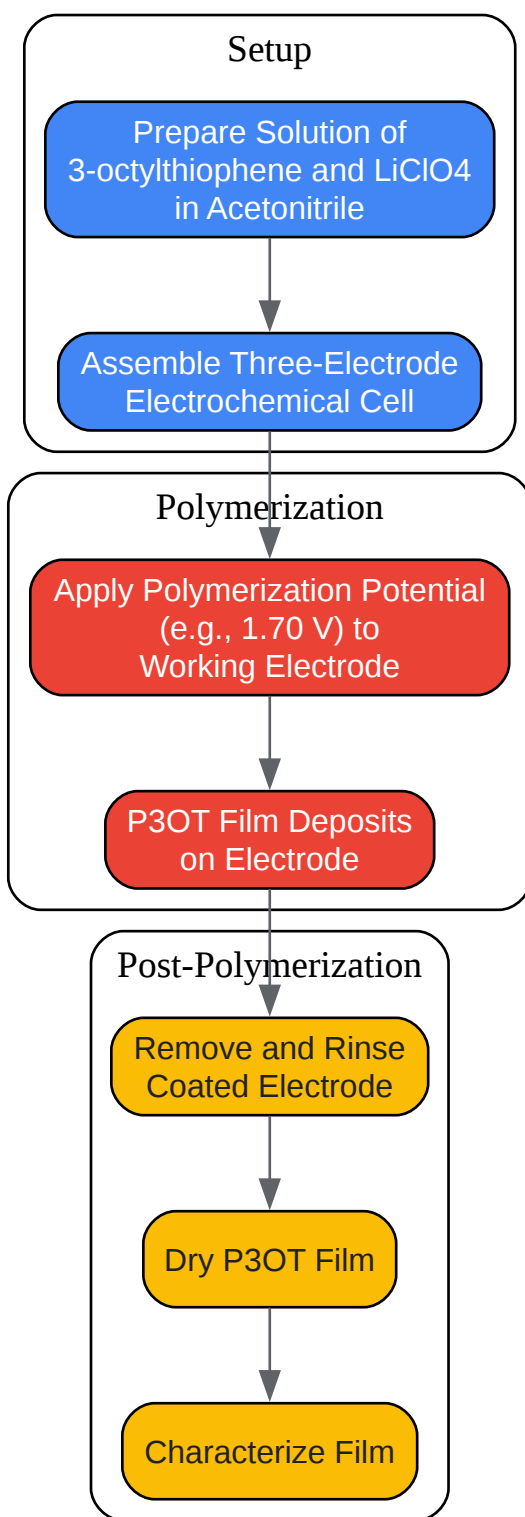 Setup
Prepare Solution of
3-octylthiophene and LiClO4
in Acetonitrile
Assemble Three-Electrode
Electrochemical Cell
Polymerization
Apply Polymerization Potential
(e.g., 1.70 V) to
Working Electrode
P3OT Film Deposits
on Electrode
Post-Polymerization
Remove and Rinse
Coated Electrode
Dry P3OT Film
Characterize Film